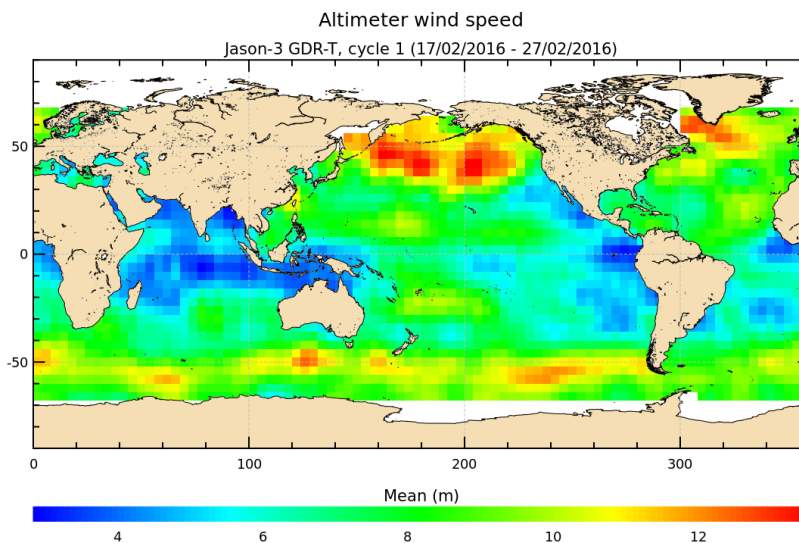 Altimeter wind speed
Jason-3 GDR-T, cycle 1 (17/02/2016 - 27/02/2016)
50
0
-50
0 100 200 300
Mean (m)
4 6 8 10 12